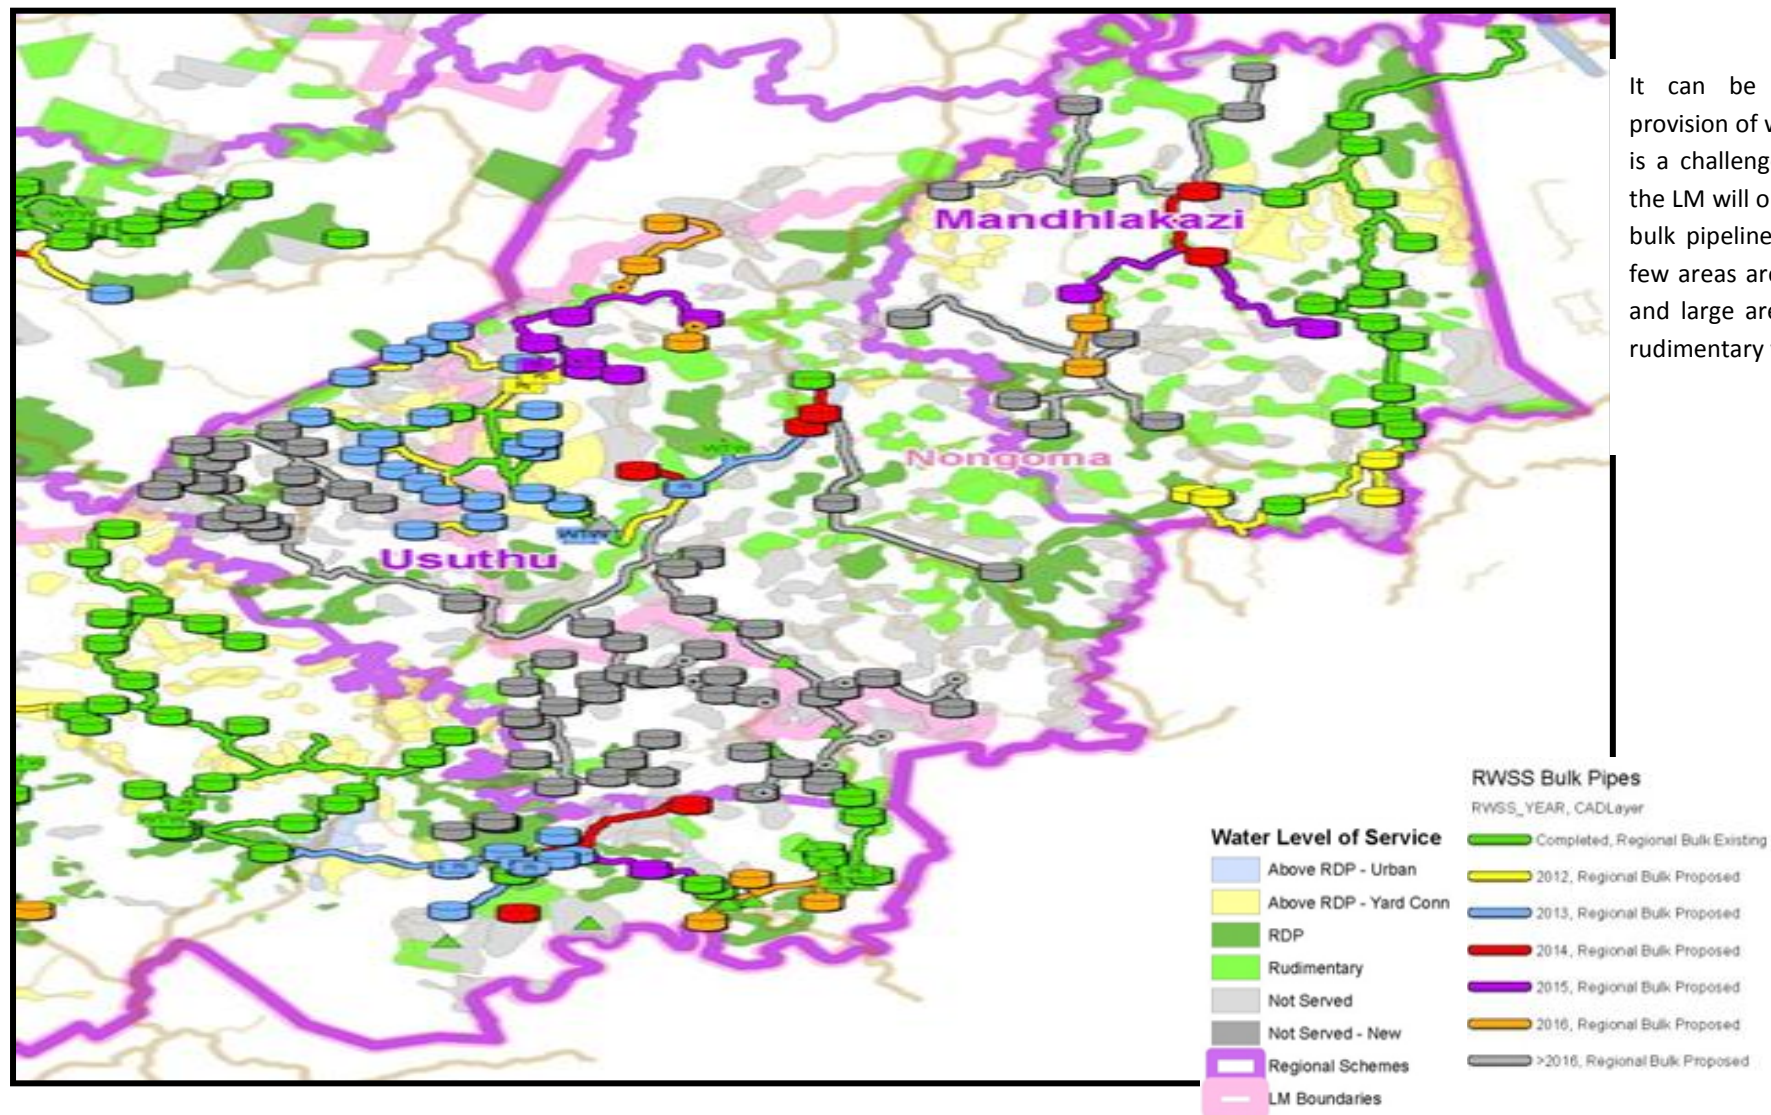 It can be
provision of
is a
the LM will
bulk pipeline
few areas
and large
rudimentary
Mandhlakazi
Nongoma
Usuthu
WTW
Water Level of Service
Above RDP - Urban
Above RDP - Yard Conn
RDP
Rudimentary
Not Served
Not Served - New
Regional Schemes
LM Boundaries
RWSS Bulk Pipes
RWSS_YEAR, CADLayer
Completed, Regional Bulk Existing
2012, Regional Bulk Proposed
2013, Regional Bulk Proposed
2014, Regional Bulk Proposed
2015, Regional Bulk Proposed
2016, Regional Bulk Proposed
>2016, Regional Bulk Proposed